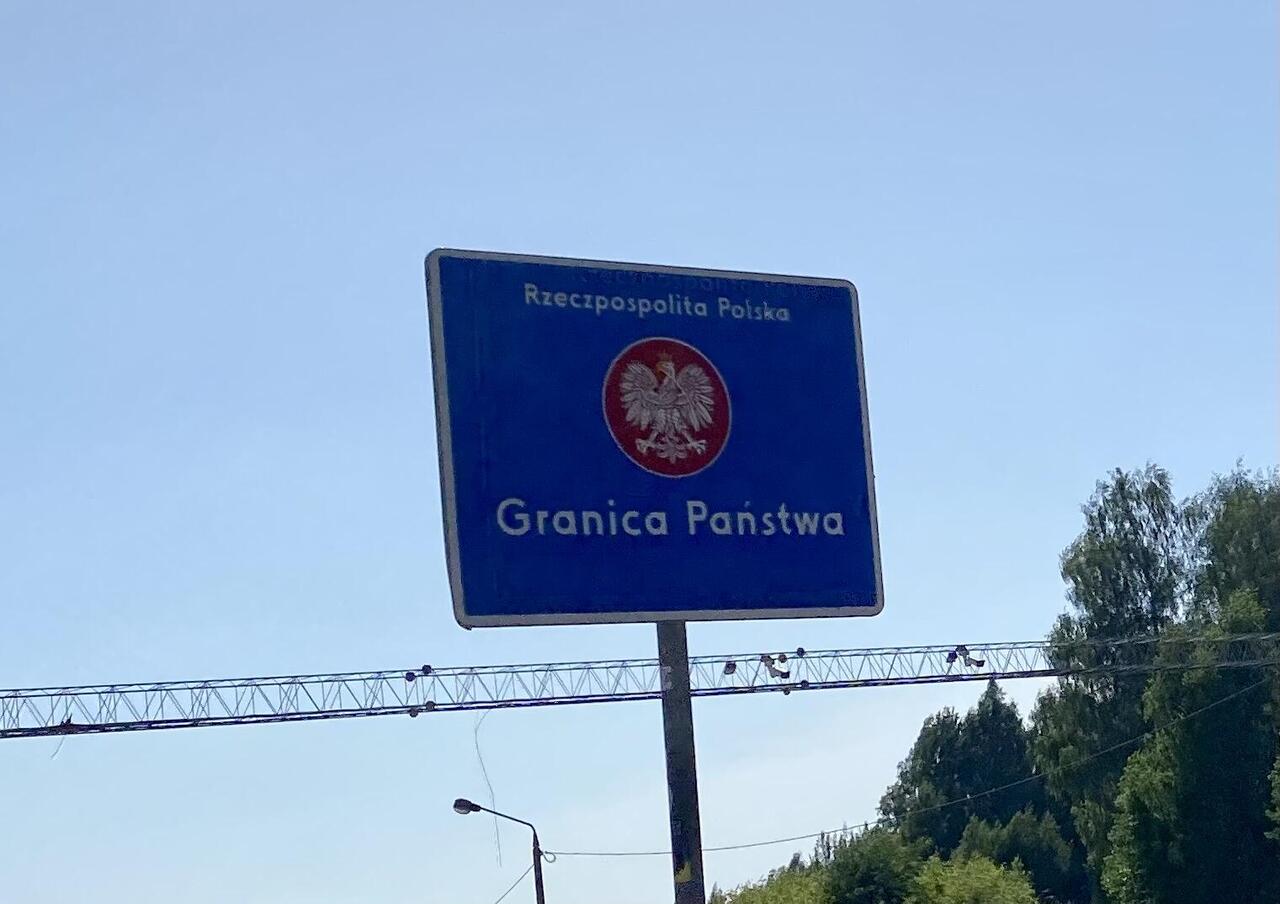 Rzeczpospolita Polska
Granica Państwa